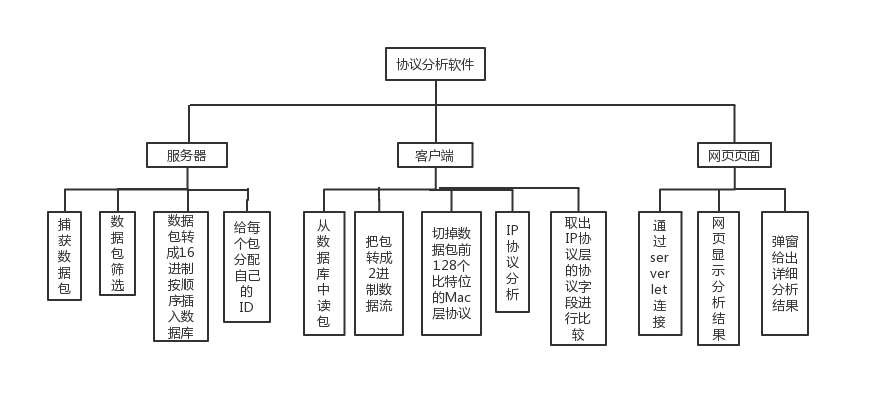 协议分析软件
服务器
客户端
网页页面
捕
获
数
据
包
数
据
包
筛
选
数据
包转
成16
进制
按顺
序插
入数
据库
给每
个包
分配
自己
的
ID
从
数
据
库
中
读
包
把包
转成
2进
制数
据流
切掉数
据包前
128个
比特位
的Mac
层协议
IP
协
议
分
析
取出
IP协
议层
的协
议字
段进
行比
较
通
过
ser
ver
let
连
接
网
页
显
示
分
析
结
果
弹窗
给出
详细
分析
结果